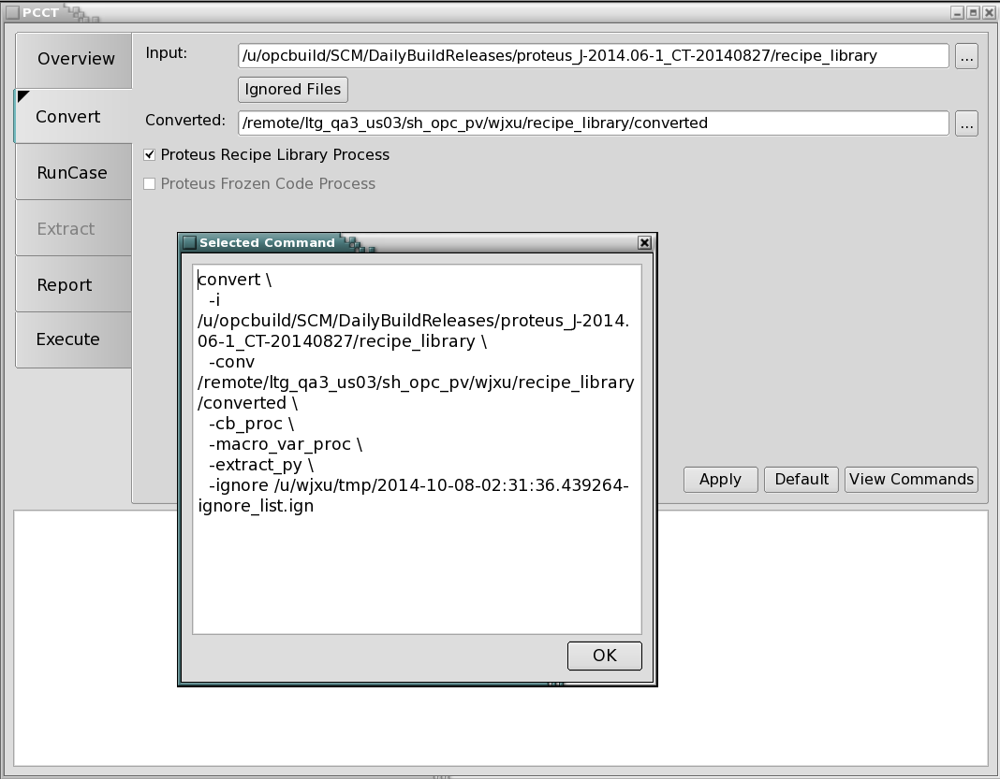 PCCT
Overview
Convert
RunCase
Extract
Report
Execute
Input:
/u/opcbuild/SCM/DailyBuildReleases/proteus_J-2014.06-1_CT-20140827/recipe_library
...
Ignored Files
Converted:
/remote/ltg_qa3_us03/sh_opc_pv/wjxu/recipe_library/converted
...
Proteus Recipe Library Process
Proteus Frozen Code Process
Selected Command
convert \
-i
/u/opcbuild/SCM/DailyBuildReleases/proteus_J-2014.
06-1_CT-20140827/recipe_library \
-conv
/remote/ltg_qa3_us03/sh_opc_pv/wjxu/recipe_library
/converted \
-cb_proc \
-macro_var_proc \
-extract_py \
-ignore /u/wjxu/tmp/2014-10-08-02:31:36.439264-
ignore_list.ign
OK
Apply
Default
View Commands